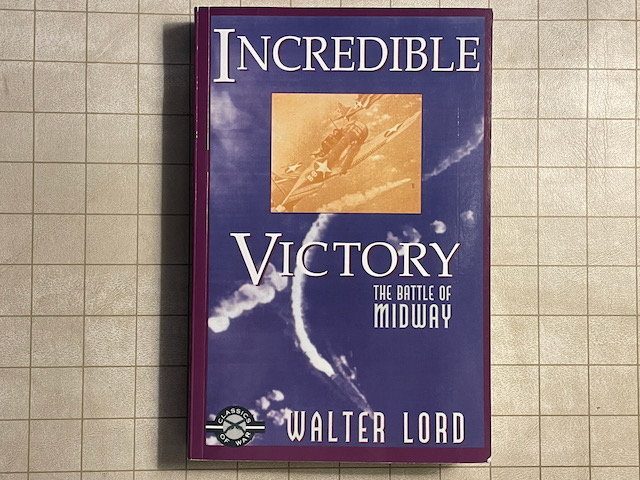 INCREDIBLE
VICTORY
THE BATTLE OF
MIDWAY
CLASSICS
OF WAR
WALTER LORD